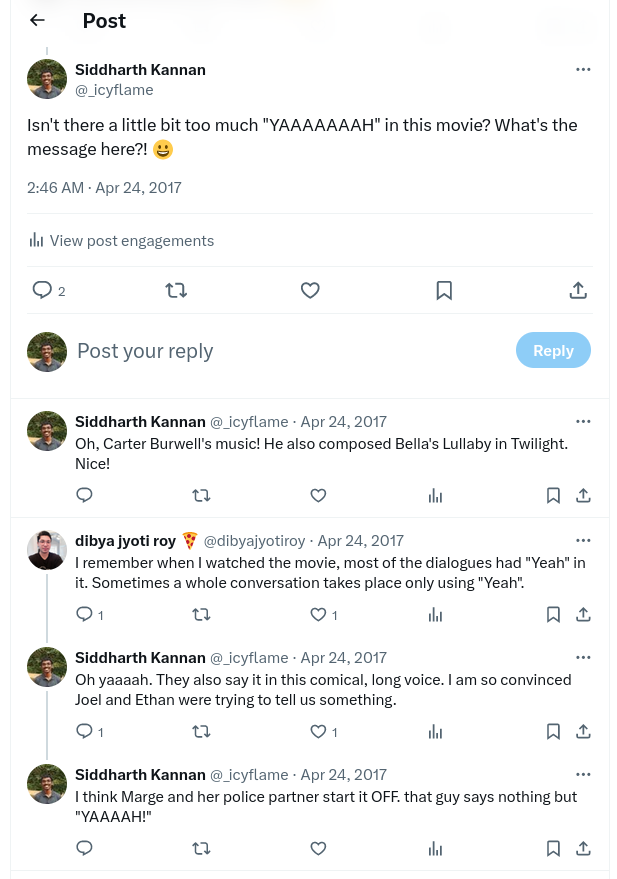 Post
Siddharth Kannan
@_icyflame
Isn't there a little bit too much "YAAAAAAAH" in this movie? What's the
message here?! 😀
2:46 AM · Apr 24, 2017
View post engagements
2
Post your reply
Reply
Siddharth Kannan @_icyflame · Apr 24, 2017
Oh, Carter Burwell's music! He also composed Bella's Lullaby in Twilight.
Nice!
dibya jyoti roy 🍕 @dibyajyotiroy · Apr 24, 2017
I remember when I watched the movie, most of the dialogues had "Yeah" in
it. Sometimes a whole conversation takes place only using "Yeah".
1 1
Siddharth Kannan @_icyflame · Apr 24, 2017
Oh yaaaah. They also say it in this comical, long voice. I am so convinced
Joel and Ethan were trying to tell us something.
1 1
Siddharth Kannan @_icyflame · Apr 24, 2017
I think Marge and her police partner start it OFF. that guy says nothing but
"YAAAAH!"